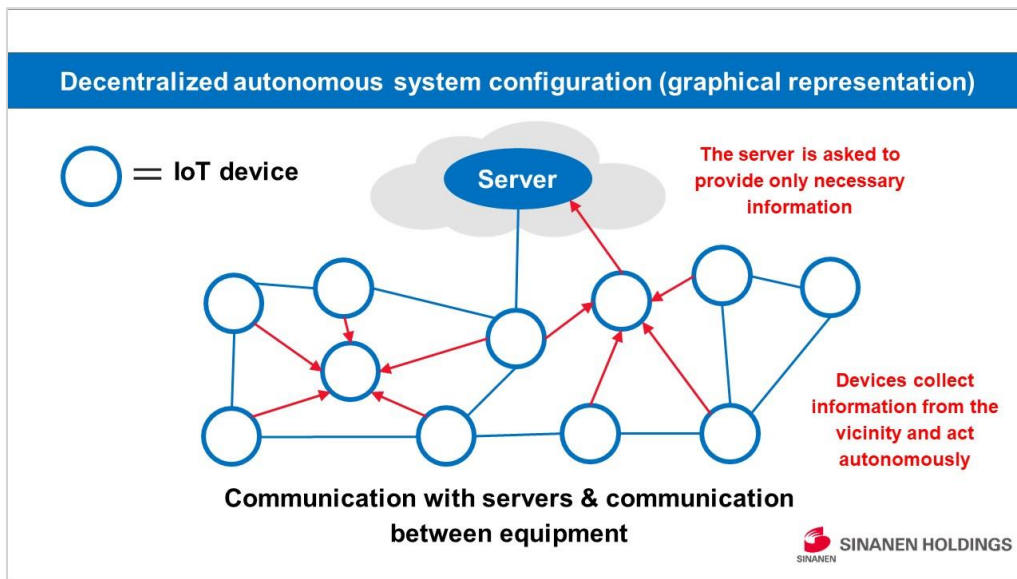 Decentralized autonomous system configuration (graphical representation)
= IoT device
Server
The server is asked to
provide only necessary
information
Devices collect
information from the
vicinity and act
autonomously
Communication with servers & communication
between equipment
SINANEN
SINANEN HOLDINGS